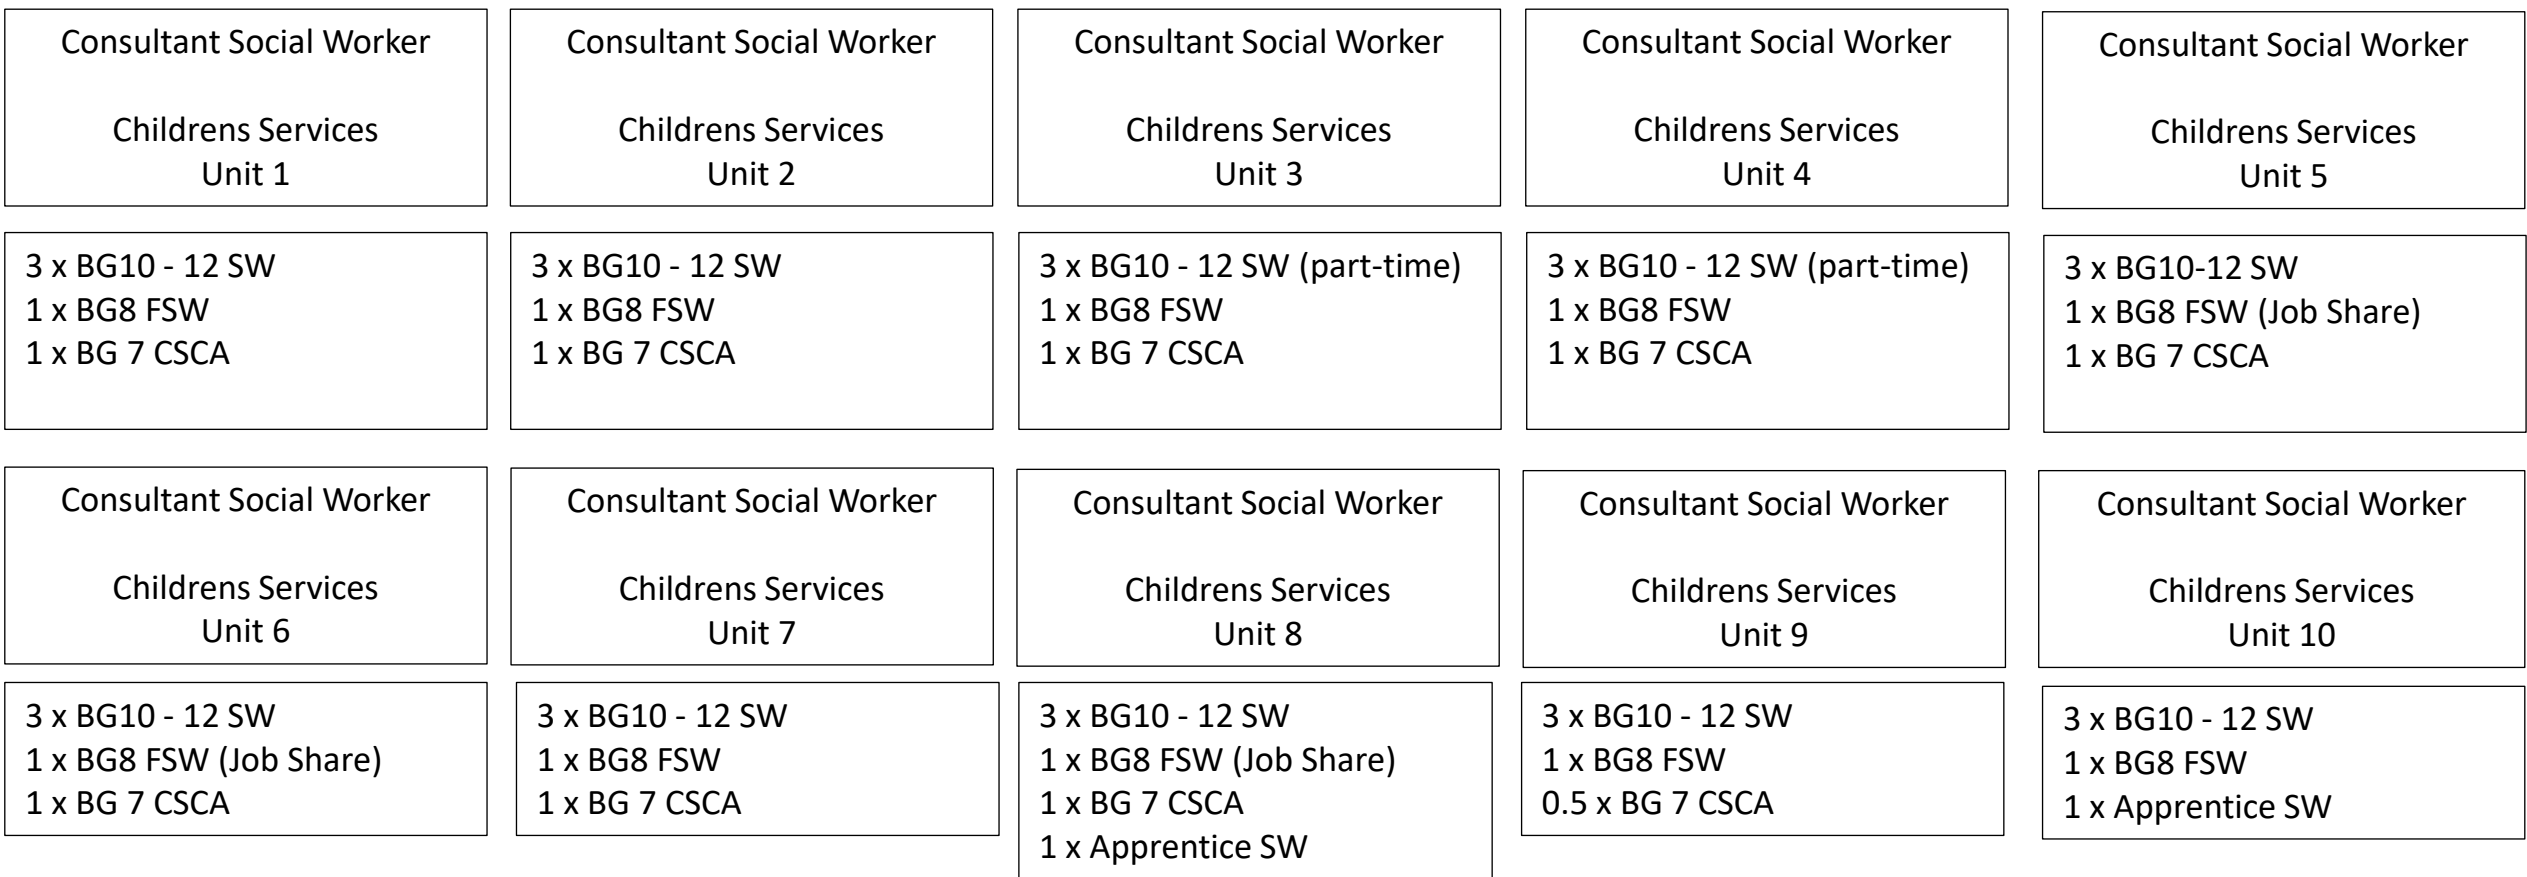 Consultant Social Worker
Childrens Services
Unit 1
3 x BG10 - 12 SW
1 x BG8 FSW
1 x BG 7 CSCA
Consultant Social Worker
Childrens Services
Unit 2
3 x BG10 - 12 SW
1 x BG8 FSW
1 x BG 7 CSCA
Consultant Social Worker
Childrens Services
Unit 3
3 x BG10 - 12 SW (part-time)
1 x BG8 FSW
1 x BG 7 CSCA
Consultant Social Worker
Childrens Services
Unit 4
3 x BG10 - 12 SW (part-time)
1 x BG8 FSW
1 x BG 7 CSCA
Consultant Social Worker
Childrens Services
Unit 5
3 x BG10-12 SW
1 x BG8 FSW (Job Share)
1 x BG 7 CSCA
Consultant Social Worker
Childrens Services
Unit 6
3 x BG10 - 12 SW
1 x BG8 FSW (Job Share)
1 x BG 7 CSCA
Consultant Social Worker
Childrens Services
Unit 7
3 x BG10 - 12 SW
1 x BG8 FSW
1 x BG 7 CSCA
Consultant Social Worker
Childrens Services
Unit 8
3 x BG10 - 12 SW
1 x BG8 FSW (Job Share)
1 x BG 7 CSCA
1 x Apprentice SW
Consultant Social Worker
Childrens Services
Unit 9
3 x BG10 - 12 SW
1 x BG8 FSW
0.5 x BG 7 CSCA
Consultant Social Worker
Childrens Services
Unit 10
3 x BG10 - 12 SW
1 x BG8 FSW
1 x Apprentice SW